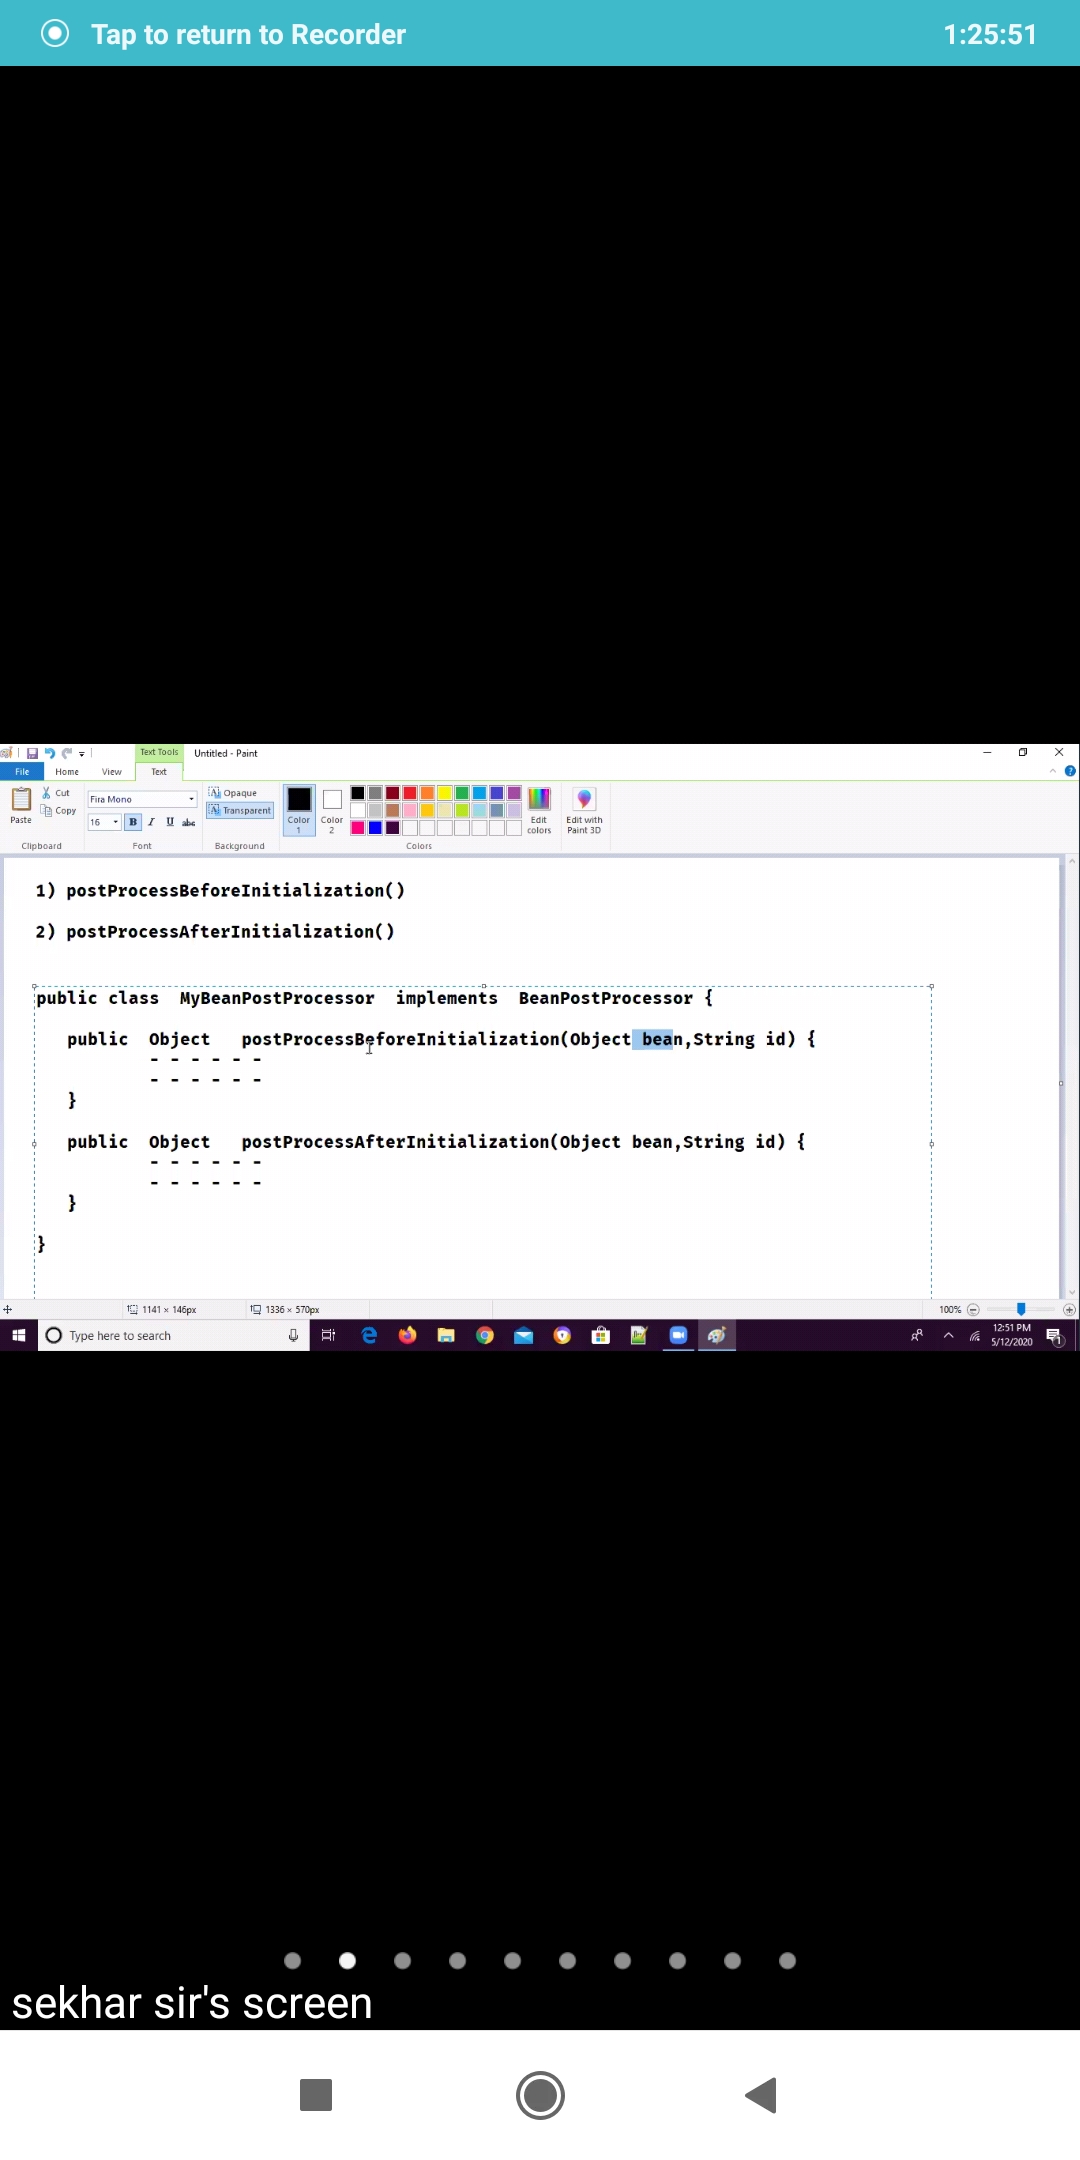 Tap to return to Recorder 1:25:51
Text Tools Untitled - Paint
File Home View Text
Paste Cut Copy Fira Mono 16 B I U abc Opaque Transparent Color 1 Color 2 Edit colors Edit with Paint 3D
Clipboard Font Background Colors
1) postProcessBeforeInitialization()
2) postProcessAfterInitialization()
public class MyBeanPostProcessor implements BeanPostProcessor {
public Object postProcessBeforeInitialization(Object bean,String id) {
- - - - - -
- - - - - -
}
public Object postProcessAfterInitialization(Object bean,String id) {
- - - - - -
- - - - - -
}
}
1141 × 146px 1336 × 570px 100%
Type here to search 12:51 PM
5/12/2020 1
sekhar sir's screen